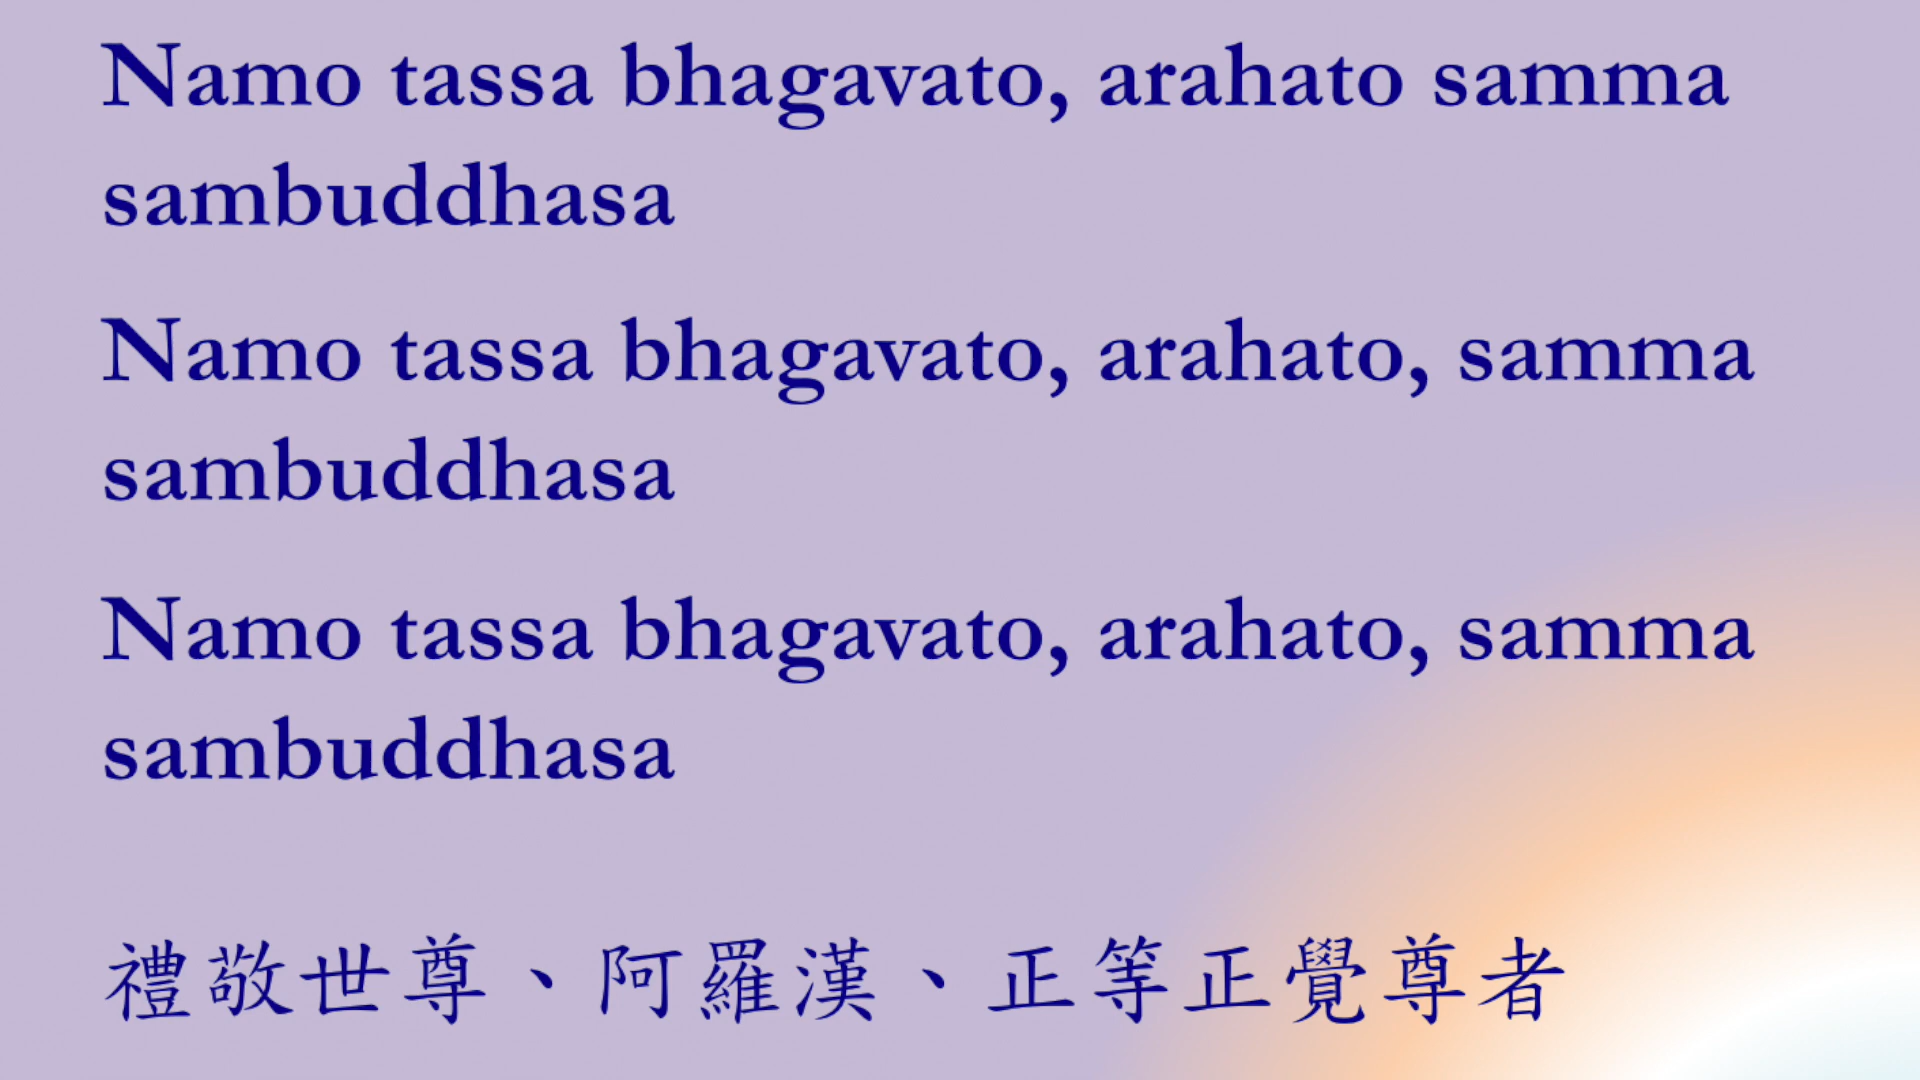 Namo tassa bhagavato, arahato samma
sambuddhasa
Namo tassa bhagavato, arahato, samma
sambuddhasa
Namo tassa bhagavato, arahato, samma
sambuddhasa
禮敬世尊、阿羅漢、正等正覺尊者